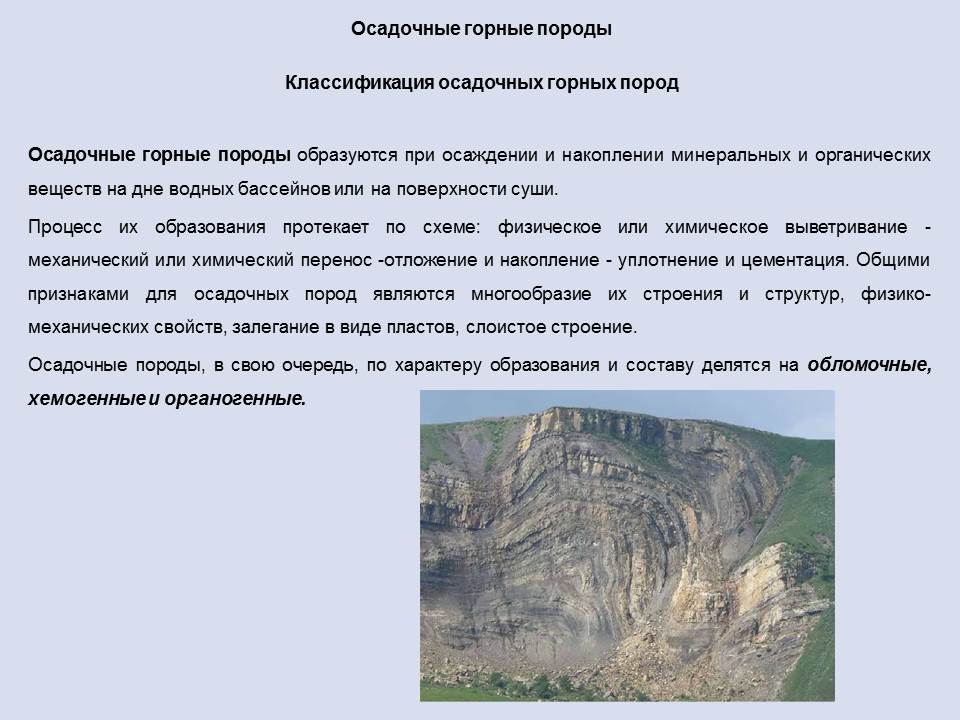 Осадочные горные породы
Классификация осадочных горных пород
Осадочные горные породы образуются при осаждении и накоплении минеральных и органических
веществ на дне водных бассейнов или на поверхности суши.
Процесс их образования протекает по схеме: физическое или химическое выветривание -
механический или химический перенос -отложение и накопление - уплотнение и цементация. Общими
признаками для осадочных пород являются многообразие их строения и структур, физико-
механических свойств, залегание в виде пластов, слоистое строение.
Осадочные породы, в свою очередь, по характеру образования и составу делятся на обломочные,
хемогенные и органогенные.